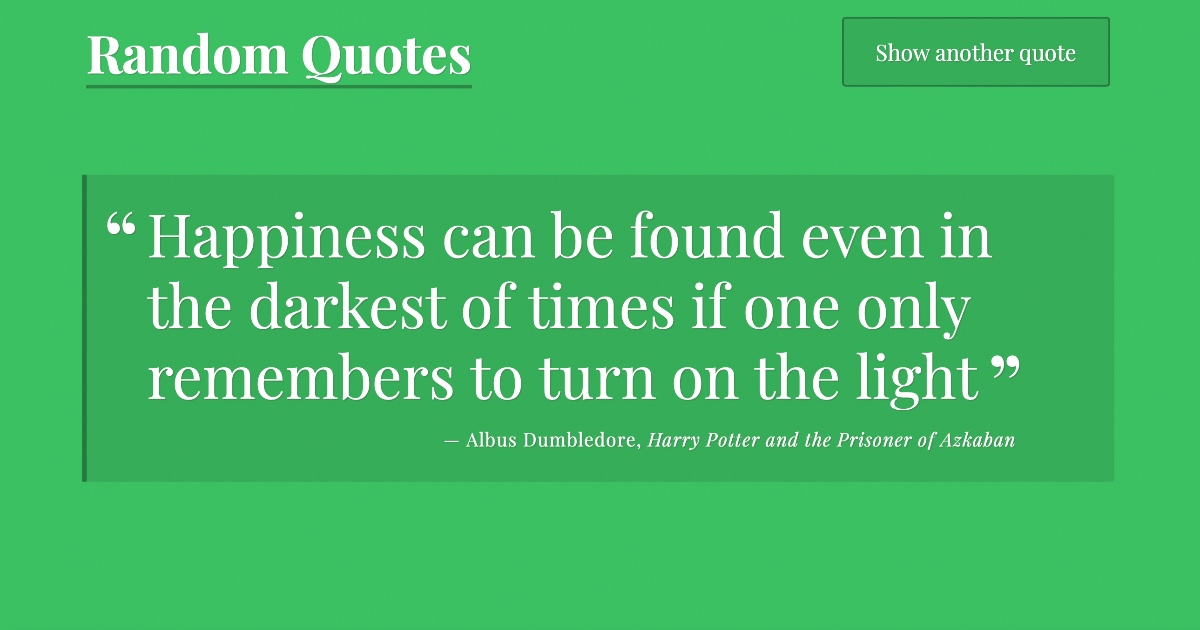 Random Quotes
Show another quote
“Happiness can be found even in
the darkest of times if one only
remembers to turn on the light”
— Albus Dumbledore, Harry Potter and the Prisoner of Azkaban